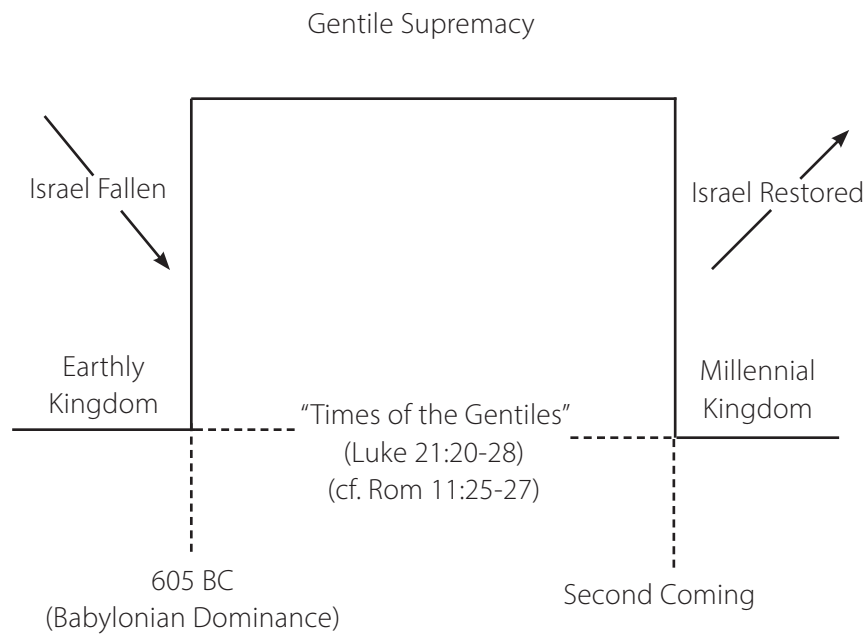 Gentile Supremacy
Israel Fallen
Israel Restored
Earthly
Kingdom
Millennial
Kingdom
“Times of the Gentiles”
(Luke 21:20-28)
(cf. Rom 11:25-27)
605 BC
(Babylonian Dominance)
Second Coming